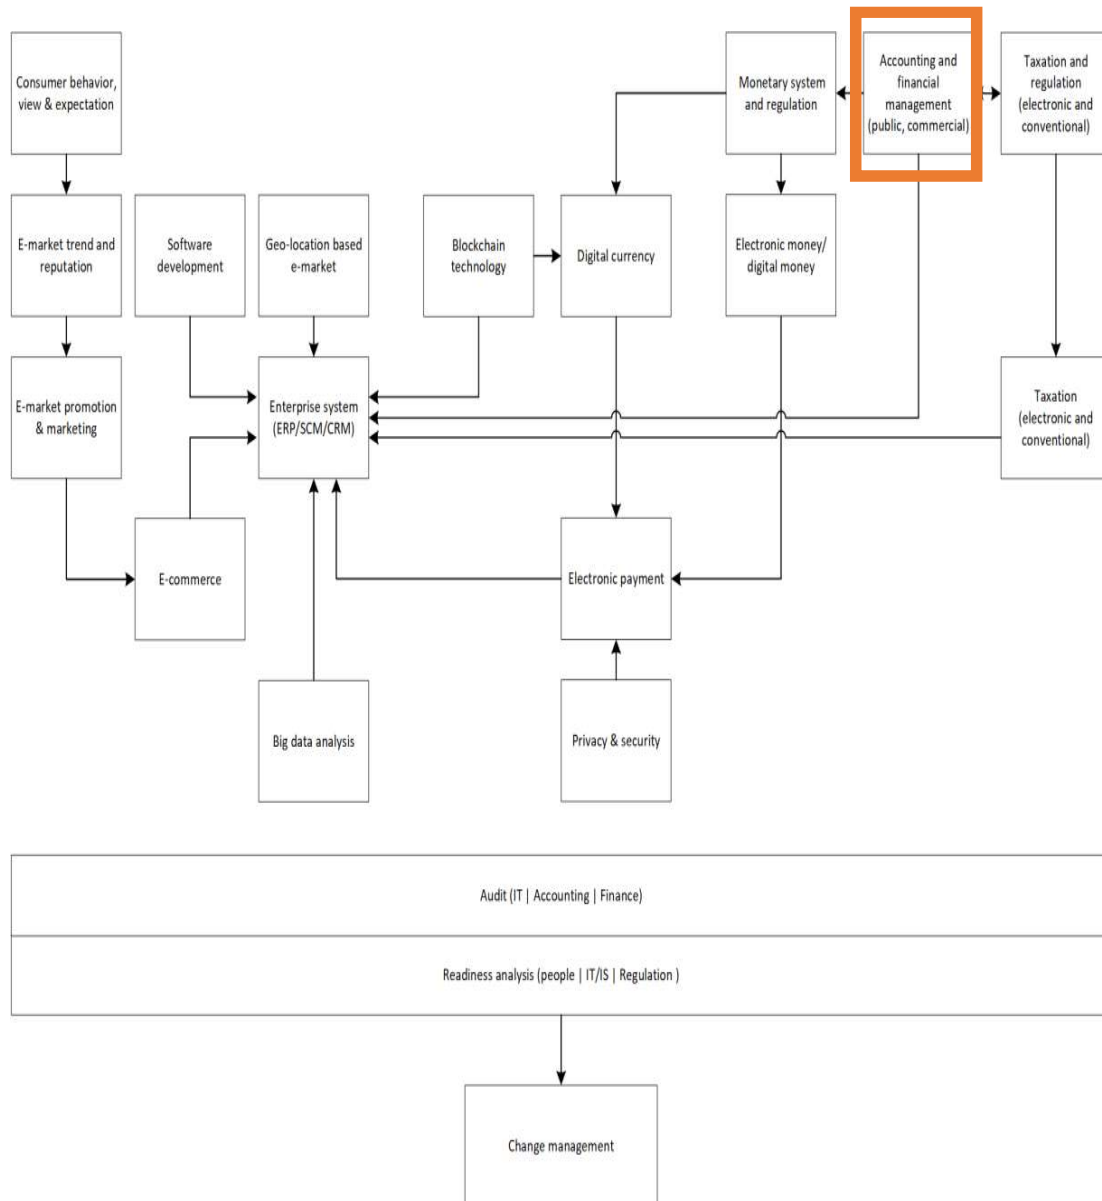 Consumer behavior,
view & expectation
Monetary system
and regulation
Accounting and
financial
management
(public, commercial)
Taxation and
regulation
(electronic and
conventional)
E-market trend and
reputation
Software
development
Geo-location based
e-market
Blockchain
technology
Digital currency
Electronic money/
digital money
E-market promotion
& marketing
Enterprise system
(ERP/SCM/CRM)
Taxation
(electronic and
conventional)
E-commerce
Electronic payment
Big data analysis
Privacy & security
Audit (IT | Accounting | Finance)
Readiness analysis (people | IT/IS | Regulation )
Change management